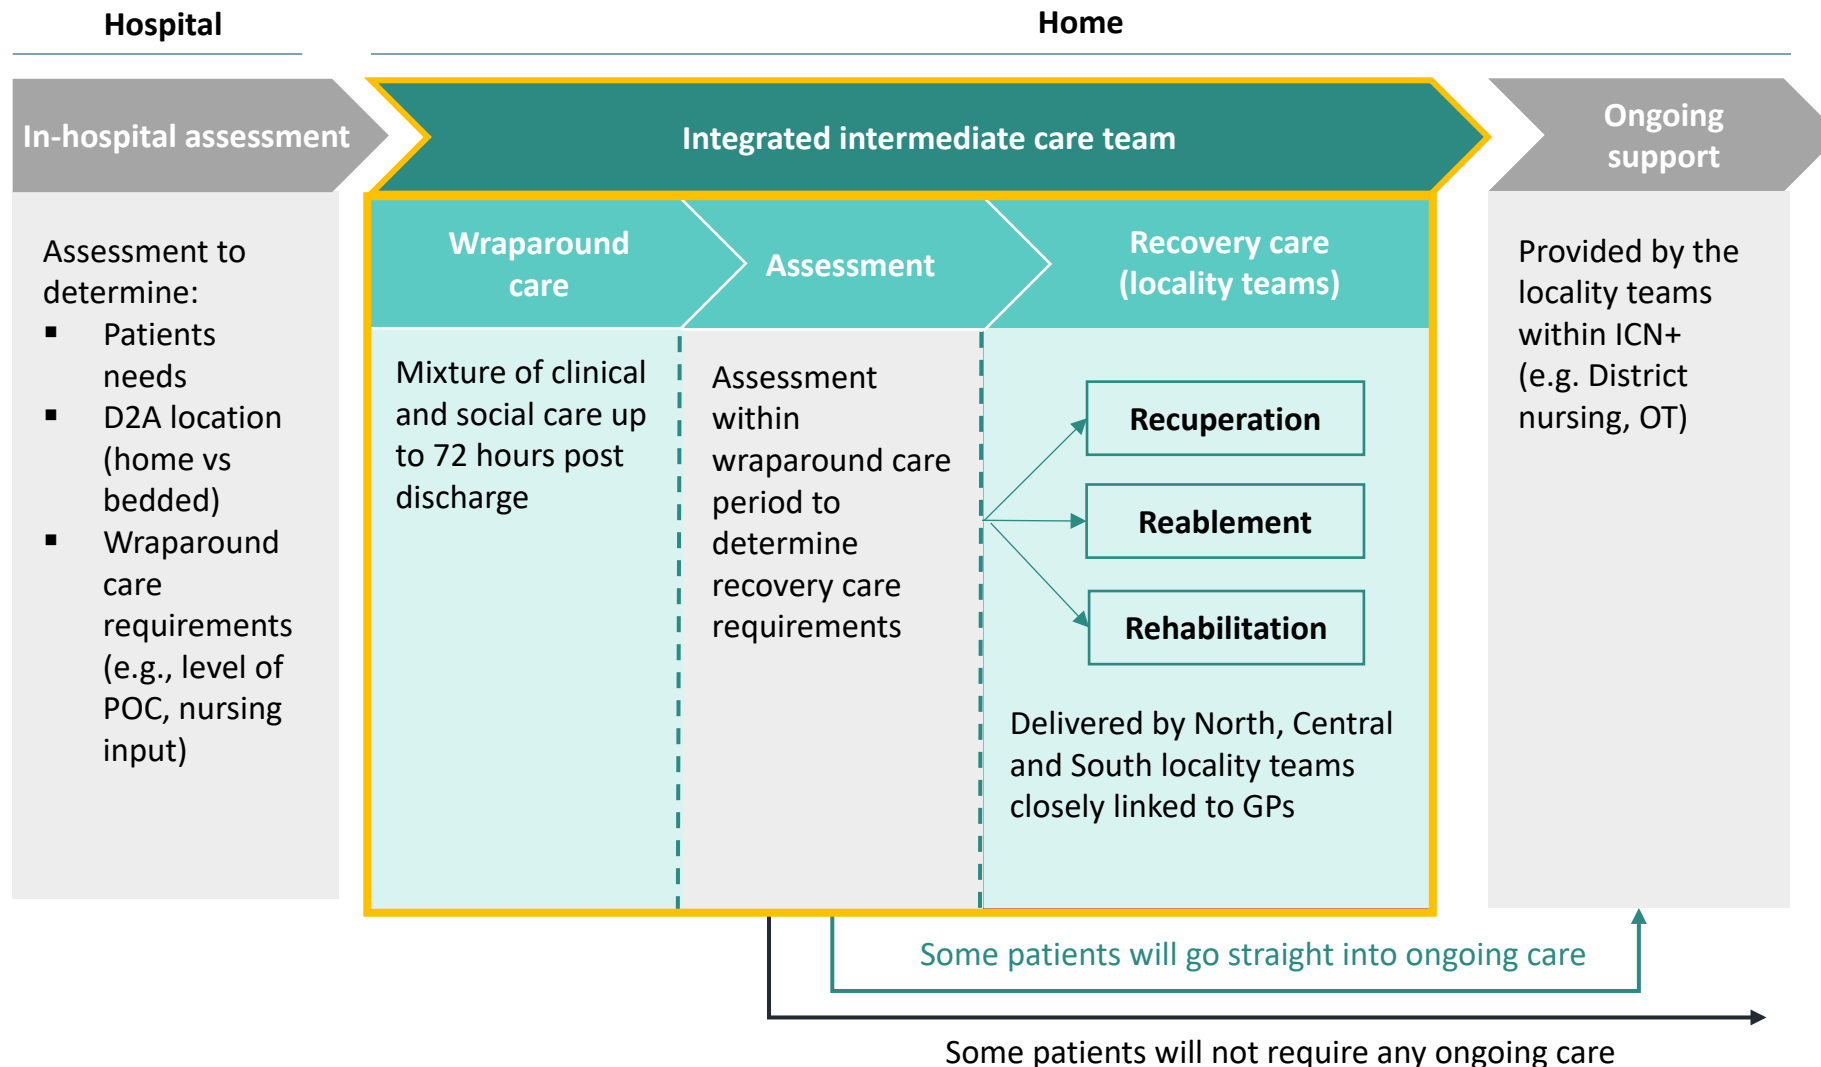 Hospital
Home
In-hospital assessment
Integrated intermediate care team
Ongoing
support
Assessment to
determine:
▪ Patients
needs
▪ D2A location
(home vs
bedded)
▪ Wraparound
care
requirements
(e.g., level of
POC, nursing
input)
Wraparound
care
Mixture of clinical
and social care up
to 72 hours post
discharge
Assessment
Assessment
within
wraparound care
period to
determine
recovery care
requirements
Recovery care
(locality teams)
Recuperation
Reablement
Rehabilitation
Delivered by North, Central
and South locality teams
closely linked to GPs
Provided by the
locality teams
within ICN+
(e.g. District
nursing, OT)
Some patients will go straight into ongoing care
Some patients will not require any ongoing care